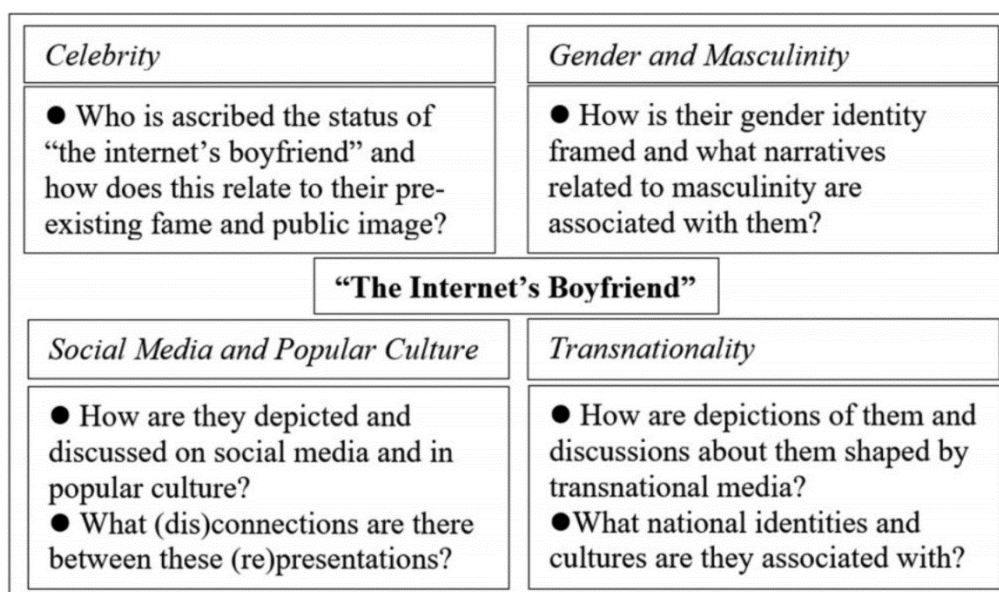 Celebrity
● Who is ascribed the status of
“the internet’s boyfriend” and
how does this relate to their pre-
existing fame and public image?
Gender and Masculinity
● How is their gender identity
framed and what narratives
related to masculinity are
associated with them?
“The Internet’s Boyfriend”
Social Media and Popular Culture
● How are they depicted and
discussed on social media and in
popular culture?
● What (dis)connections are there
between these (re)presentations?
Transnationality
● How are depictions of them and
discussions about them shaped by
transnational media?
●What national identities and
cultures are they associated with?